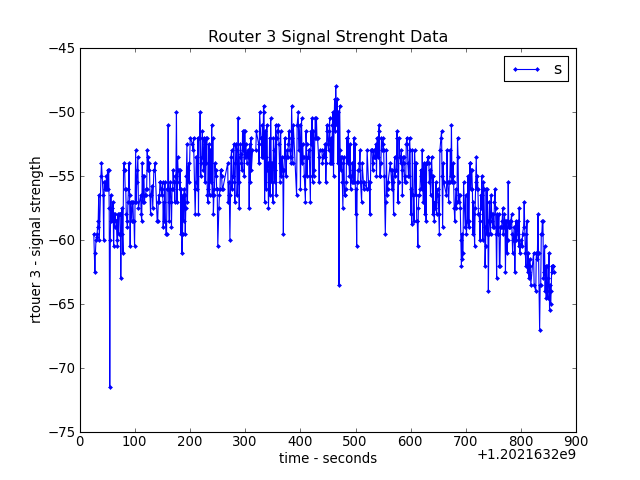 Router 3 Signal Strenght Data
s
rtouer 3 - signal strength
−45
−50
−55
−60
−65
−70
−75
0 100 200 300 400 500 600 700 800 900
+1.2021632e9
time - seconds